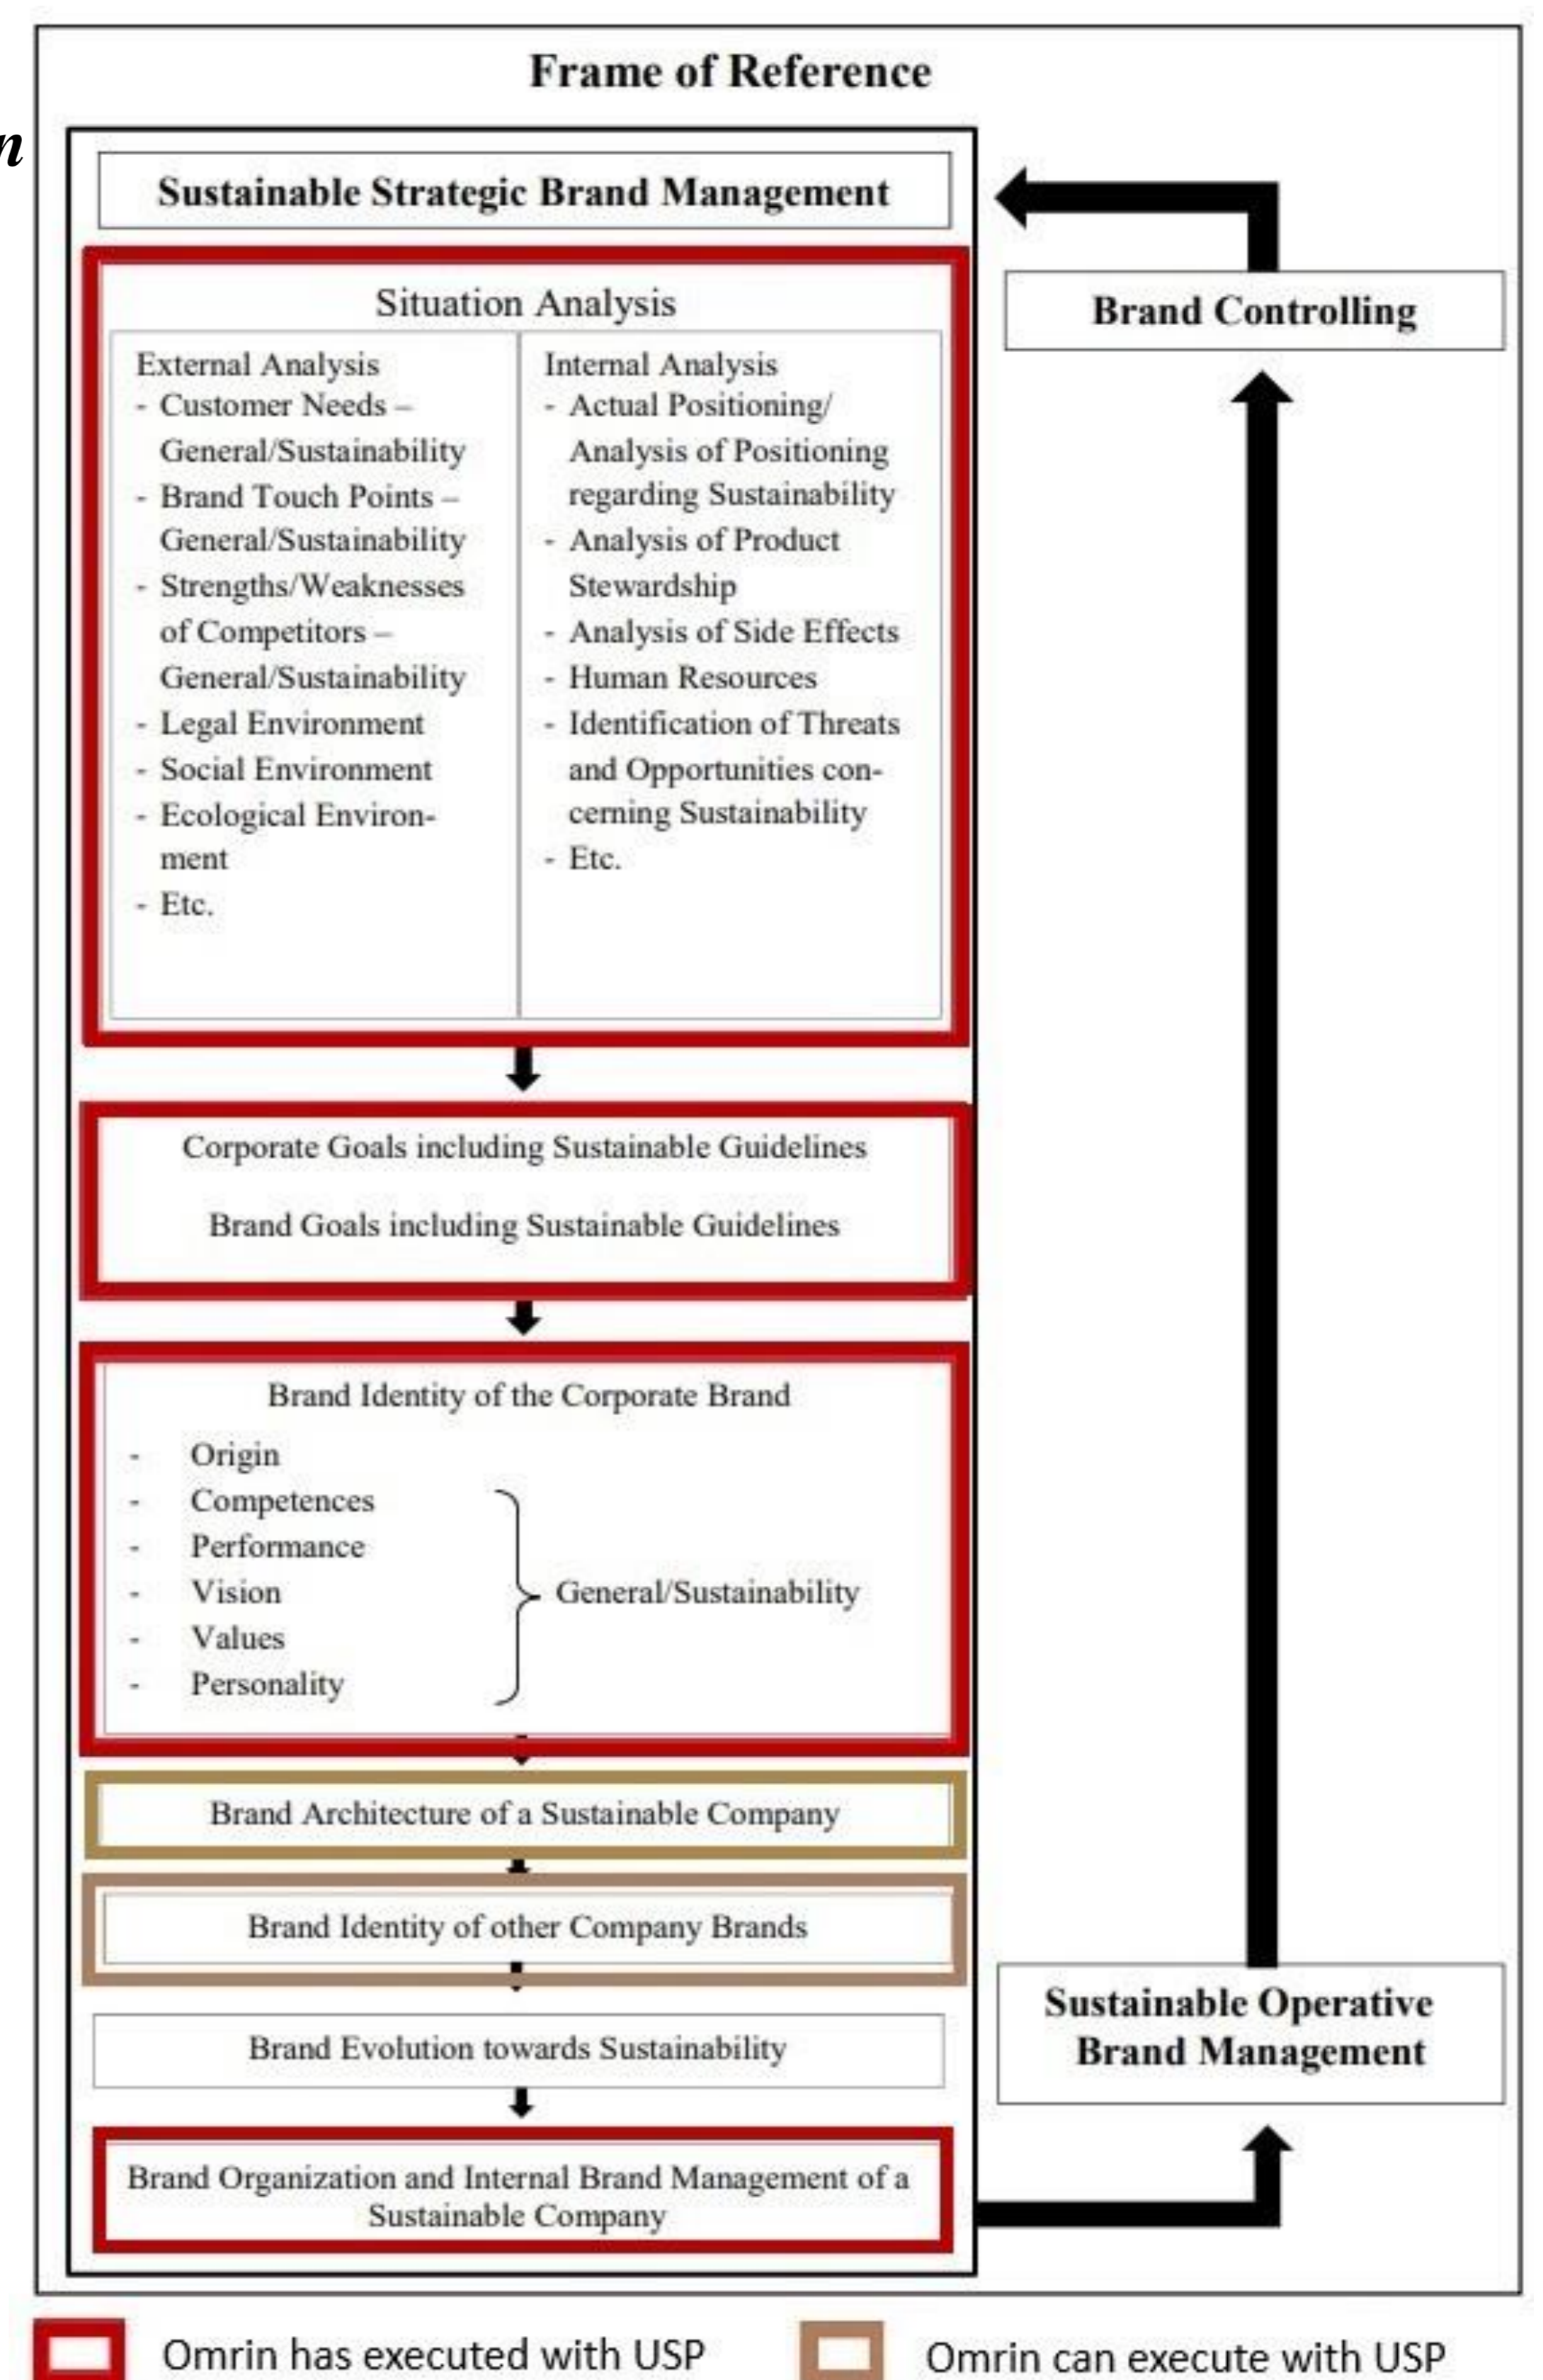 Frame of Reference
n
Sustainable Strategic Brand Management
Situation Analysis
External Analysis
- Customer Needs –
General/Sustainability
- Brand Touch Points –
General/Sustainability
- Strengths/Weaknesses
of Competitors –
General/Sustainability
- Legal Environment
- Social Environment
- Ecological Environ-
ment
- Etc.
Internal Analysis
- Actual Positioning/
Analysis of Positioning
regarding Sustainability
- Analysis of Product
Stewardship
- Analysis of Side Effects
- Human Resources
- Identification of Threats
and Opportunities con-
cerning Sustainability
- Etc.
Corporate Goals including Sustainable Guidelines
Brand Goals including Sustainable Guidelines
Brand Identity of the Corporate Brand
- Origin
- Competences
- Performance
- Vision
- Values
- Personality
General/Sustainability
Brand Architecture of a Sustainable Company
Brand Identity of other Company Brands
Brand Evolution towards Sustainability
Brand Organization and Internal Brand Management of a
Sustainable Company
Sustainable Operative
Brand Management
Brand Controlling
Omrin has executed with USP
Omrin can execute with USP